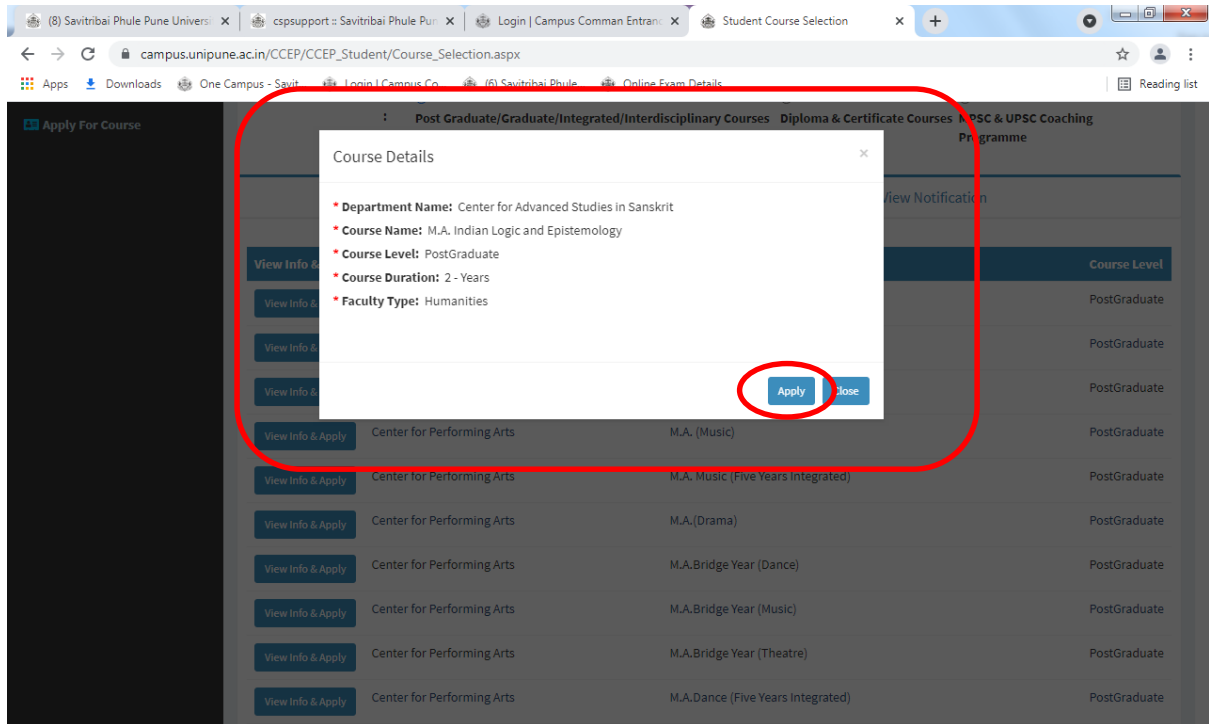 (8) Savitribai Phule Pune Universi
cspsupport :: Savitribai Phule Pun
Login | Campus Comman Entranc
Student Course Selection
campus.unipune.ac.in/CCEP/CCEP_Student/Course_Selection.aspx
Apps Downloads One Campus - Savit... Login | Campus Co... (6) Savitribai Phule... Online Exam Details Reading list
Apply For Course
: Post Graduate/Graduate/Integrated/Interdisciplinary Courses Diploma & Certificate Courses MPSC & UPSC Coaching
Programme
Course Details ×
View Notification
* Department Name: Center for Advanced Studies in Sanskrit
* Course Name: M.A. Indian Logic and Epistemology
* Course Level: PostGraduate
* Course Duration: 2 - Years
* Faculty Type: Humanities
Apply Close
View Info & Course Level
View Info & PostGraduate
View Info & PostGraduate
View Info & PostGraduate
View Info & Apply Center for Performing Arts M.A. (Music) PostGraduate
View Info & Apply Center for Performing Arts M.A. Music (Five Years Integrated) PostGraduate
View Info & Apply Center for Performing Arts M.A.(Drama) PostGraduate
View Info & Apply Center for Performing Arts M.A.Bridge Year (Dance) PostGraduate
View Info & Apply Center for Performing Arts M.A.Bridge Year (Music) PostGraduate
View Info & Apply Center for Performing Arts M.A.Bridge Year (Theatre) PostGraduate
View Info & Apply Center for Performing Arts M.A.Dance (Five Years Integrated) PostGraduate